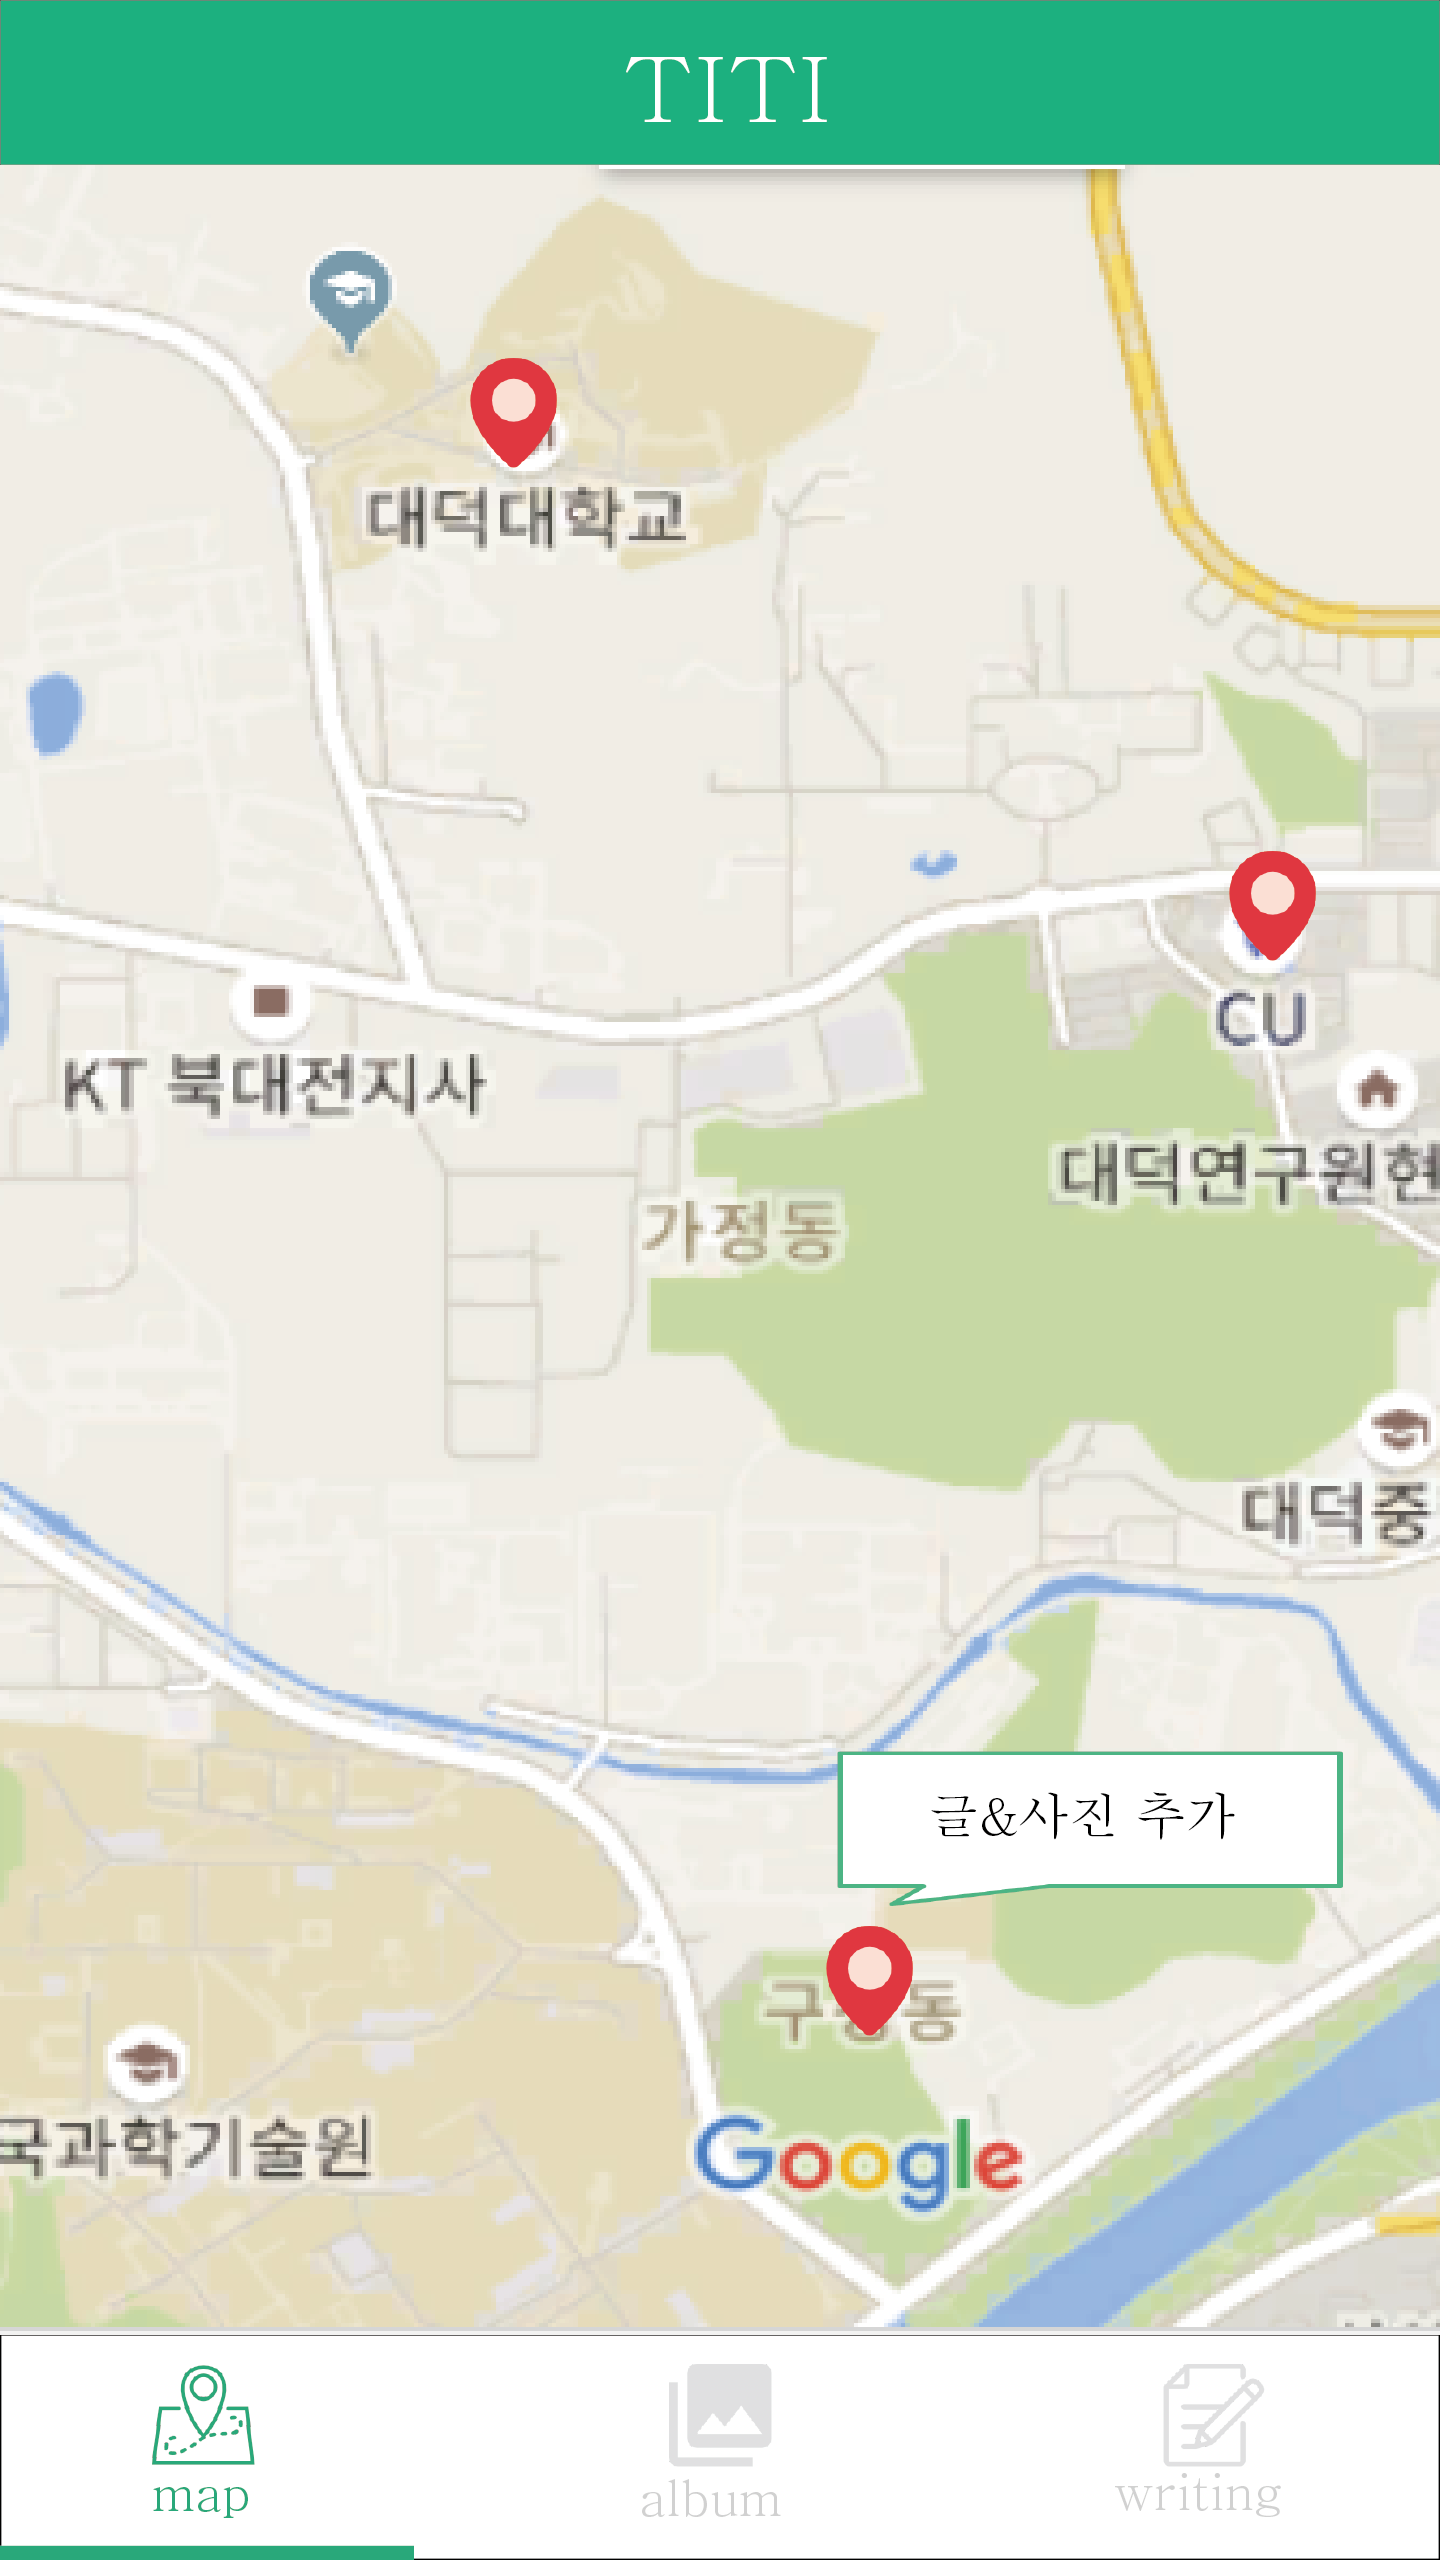 TITI
대덕대학교
CU
KT 북대전지사
대덕연구원현
가정동
대덕중
글&사진 추가
국과학기술원
Google
map
album
writing